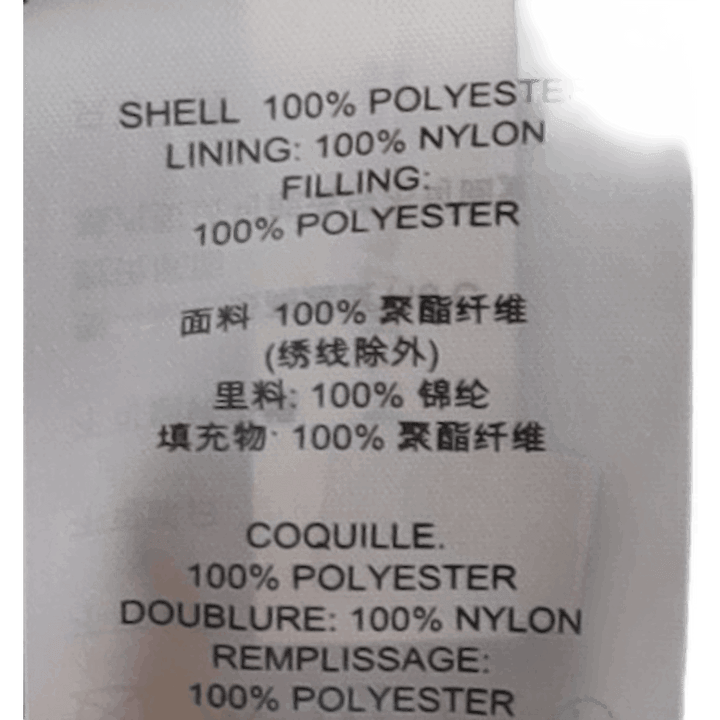 SHELL 100% POLYESTE
LINING: 100% NYLON
FILLING:
100% POLYESTER
面料 100% 聚酯纤维
(绣线除外)
里料: 100% 锦纶
填充物· 100% 聚酯纤维
COQUILLE.
100% POLYESTER
DOUBLURE: 100% NYLON
REMPLISSAGE:
100% POLYESTER